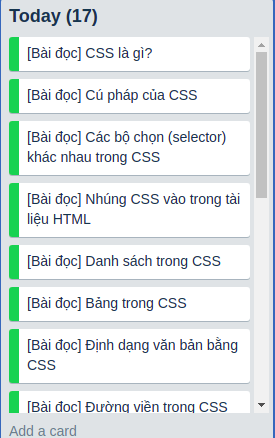 Today (17)
[Bài đọc] CSS là gì?
[Bài đọc] Cú pháp của CSS
[Bài đọc] Các bộ chọn (selector)
khác nhau trong CSS
[Bài đọc] Nhúng CSS vào trong tài
liệu HTML
[Bài đọc] Danh sách trong CSS
[Bài đọc] Bảng trong CSS
[Bài đọc] Định dạng văn bản bằng
CSS
[Bài đọc] Đường viền trong CSS
Add a card